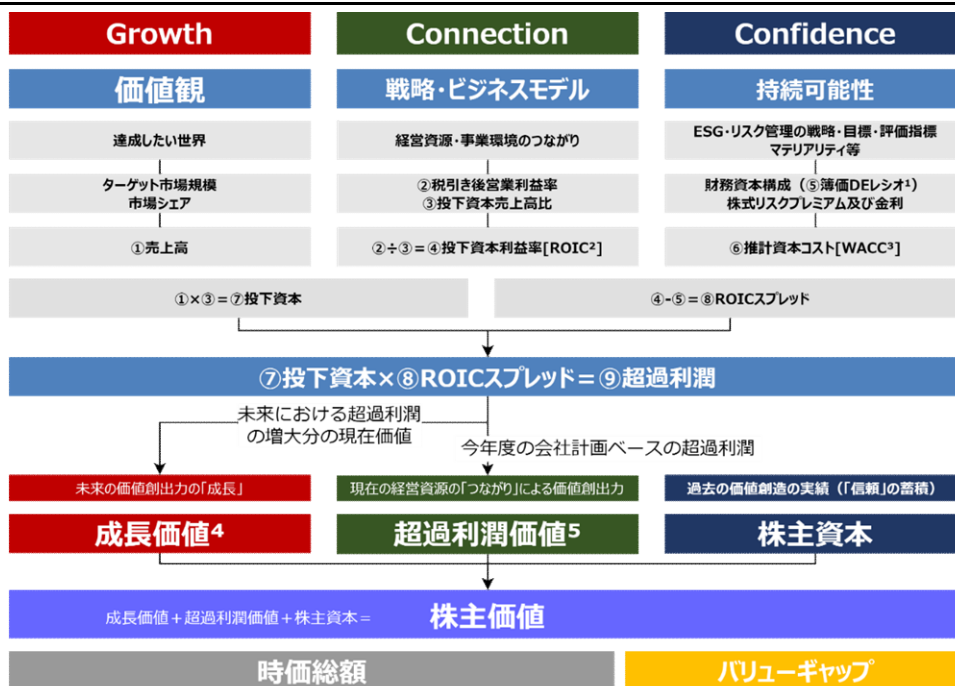 Growth
Connection
Confidence
価値観
戦略・ビジネスモデル
持続可能性
達成したい世界
経営資源・事業環境のつながり
ESG・リスク管理の戦略・目標・評価指標
マテリアリティ等
ターゲット市場規模
市場シェア
②税引き後営業利益率
③投下資本売上高比
財務資本構成(⑤簿価DEレシオ¹)
株式リスクプレミアム及び金利
①売上高
②÷③=④投下資本利益率[ROIC²]
⑥推計資本コスト[WACC³]
①×③=⑦投下資本
④-⑤=⑧ROICスプレッド
⑦投下資本×⑧ROICスプレッド=⑨超過利潤
未来における超過利潤
の増大分の現在価値
今年度の会社計画ベースの超過利潤
未来の価値創出力の「成長」
現在の経営資源の「つながり」による価値創出力
過去の価値創造の実績(「信頼」の蓄積)
成長価値⁴
超過利潤価値⁵
株主資本
成長価値+超過利潤価値+株主資本= 株主価値
時価総額
バリューギャップ